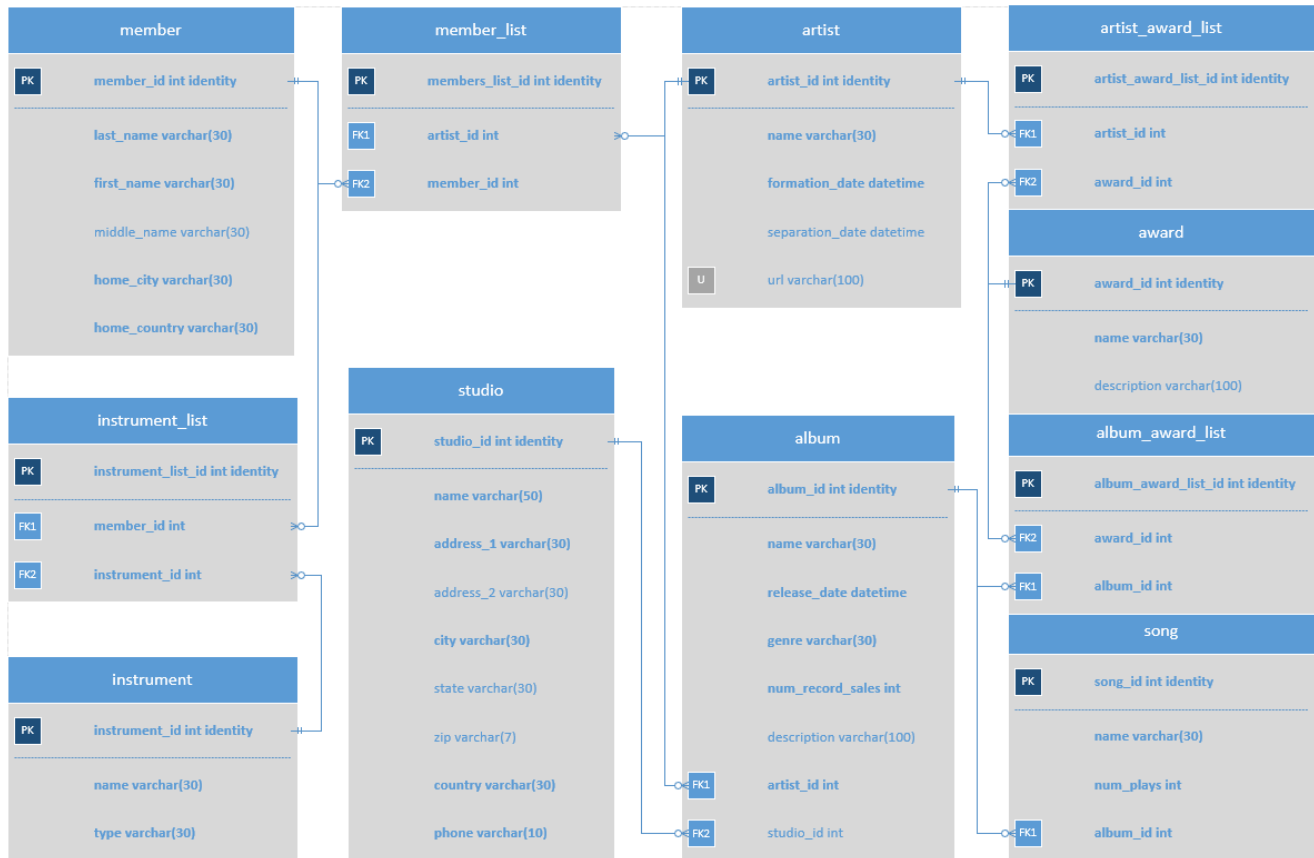 member
PK member_id int identity
last_name varchar(30)
first_name varchar(30)
middle_name varchar(30)
home_city varchar(30)
home_country varchar(30)
member_list
PK members_list_id int identity
FK1 artist_id int
FK2 member_id int
artist
PK artist_id int identity
name varchar(30)
formation_date datetime
separation_date datetime
U url varchar(100)
artist_award_list
PK artist_award_list_id int identity
FK1 artist_id int
FK2 award_id int
award
PK award_id int identity
name varchar(30)
description varchar(100)
instrument_list
PK instrument_list_id int identity
FK1 member_id int
FK2 instrument_id int
instrument
PK instrument_id int identity
name varchar(30)
type varchar(30)
studio
PK studio_id int identity
name varchar(50)
address_1 varchar(30)
address_2 varchar(30)
city varchar(30)
state varchar(30)
zip varchar(7)
country varchar(30)
phone varchar(10)
album
PK album_id int identity
name varchar(30)
release_date datetime
genre varchar(30)
num_record_sales int
description varchar(100)
FK1 artist_id int
FK2 studio_id int
album_award_list
PK album_award_list_id int identity
FK2 award_id int
FK1 album_id int
song
PK song_id int identity
name varchar(30)
num_plays int
FK1 album_id int